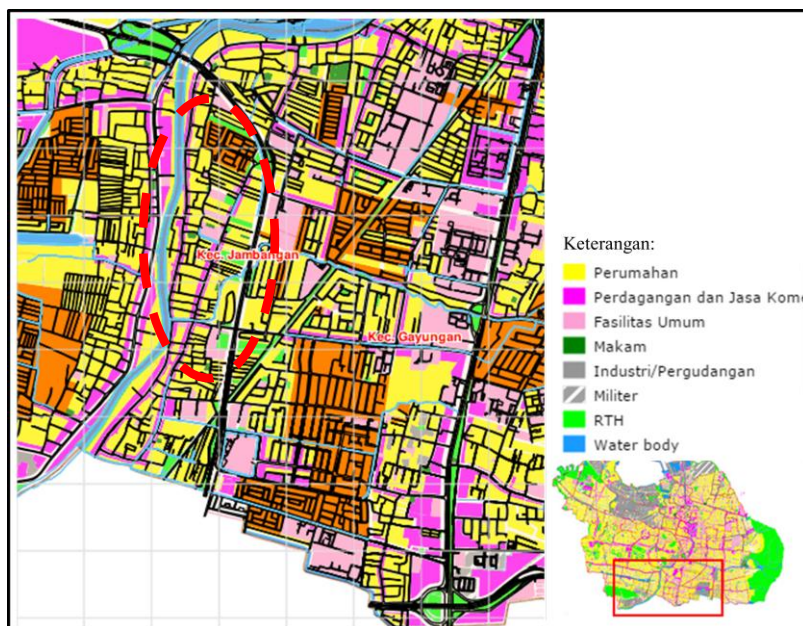 Kec. Jambangan
Kec. Gayungan
Keterangan:
Perumahan
Perdagangan dan Jasa Kome
Fasilitas Umum
Makam
Industri/Pergudangan
Militer
RTH
Water body